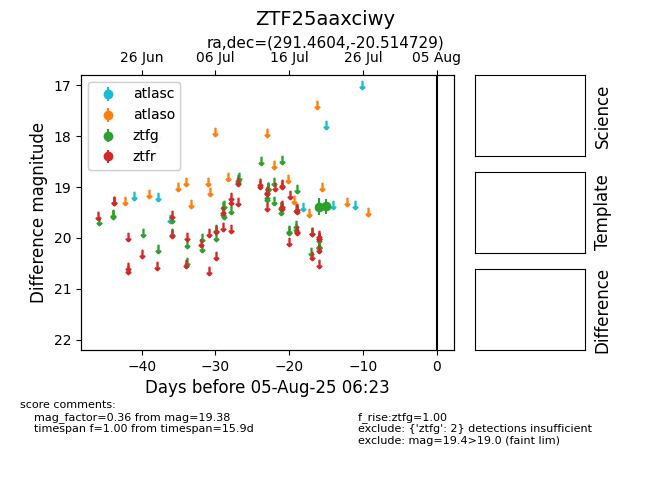 ZTF25aaxciwy
ra,dec=(291.4604,-20.514729)
26 Jun 06 Jul 16 Jul 26 Jul 05 Aug
17
18
19
20
21
22
Difference magnitude
atlasc
atlaso
ztfg
ztfr
−40 −30 −20 −10 0
Days before 05-Aug-25 06:23
Science
Template
Difference
score comments:
mag_factor=0.36 from mag=19.38
timespan f=1.00 from timespan=15.9d
f_rise:ztfg=1.00
exclude: {'ztfg': 2} detections insufficient
exclude: mag=19.4>19.0 (faint lim)